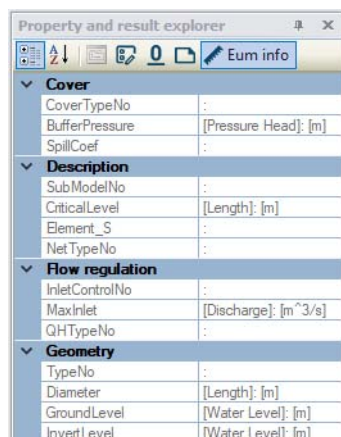 Property and result explorer
A Z 0 Eum info
Cover
CoverTypeNo :
BufferPressure [Pressure Head]: [m]
SpillCoef :
Description
SubModelNo :
CriticalLevel [Length]: [m]
Element_S :
NetTypeNo :
Flow regulation
InletControlNo :
MaxInlet [Discharge]: [m^3/s]
QHTypeNo :
Geometry
TypeNo :
Diameter [Length]: [m]
GroundLevel [Water Level]: [m]
InvertLevel [Water Level]: [m]